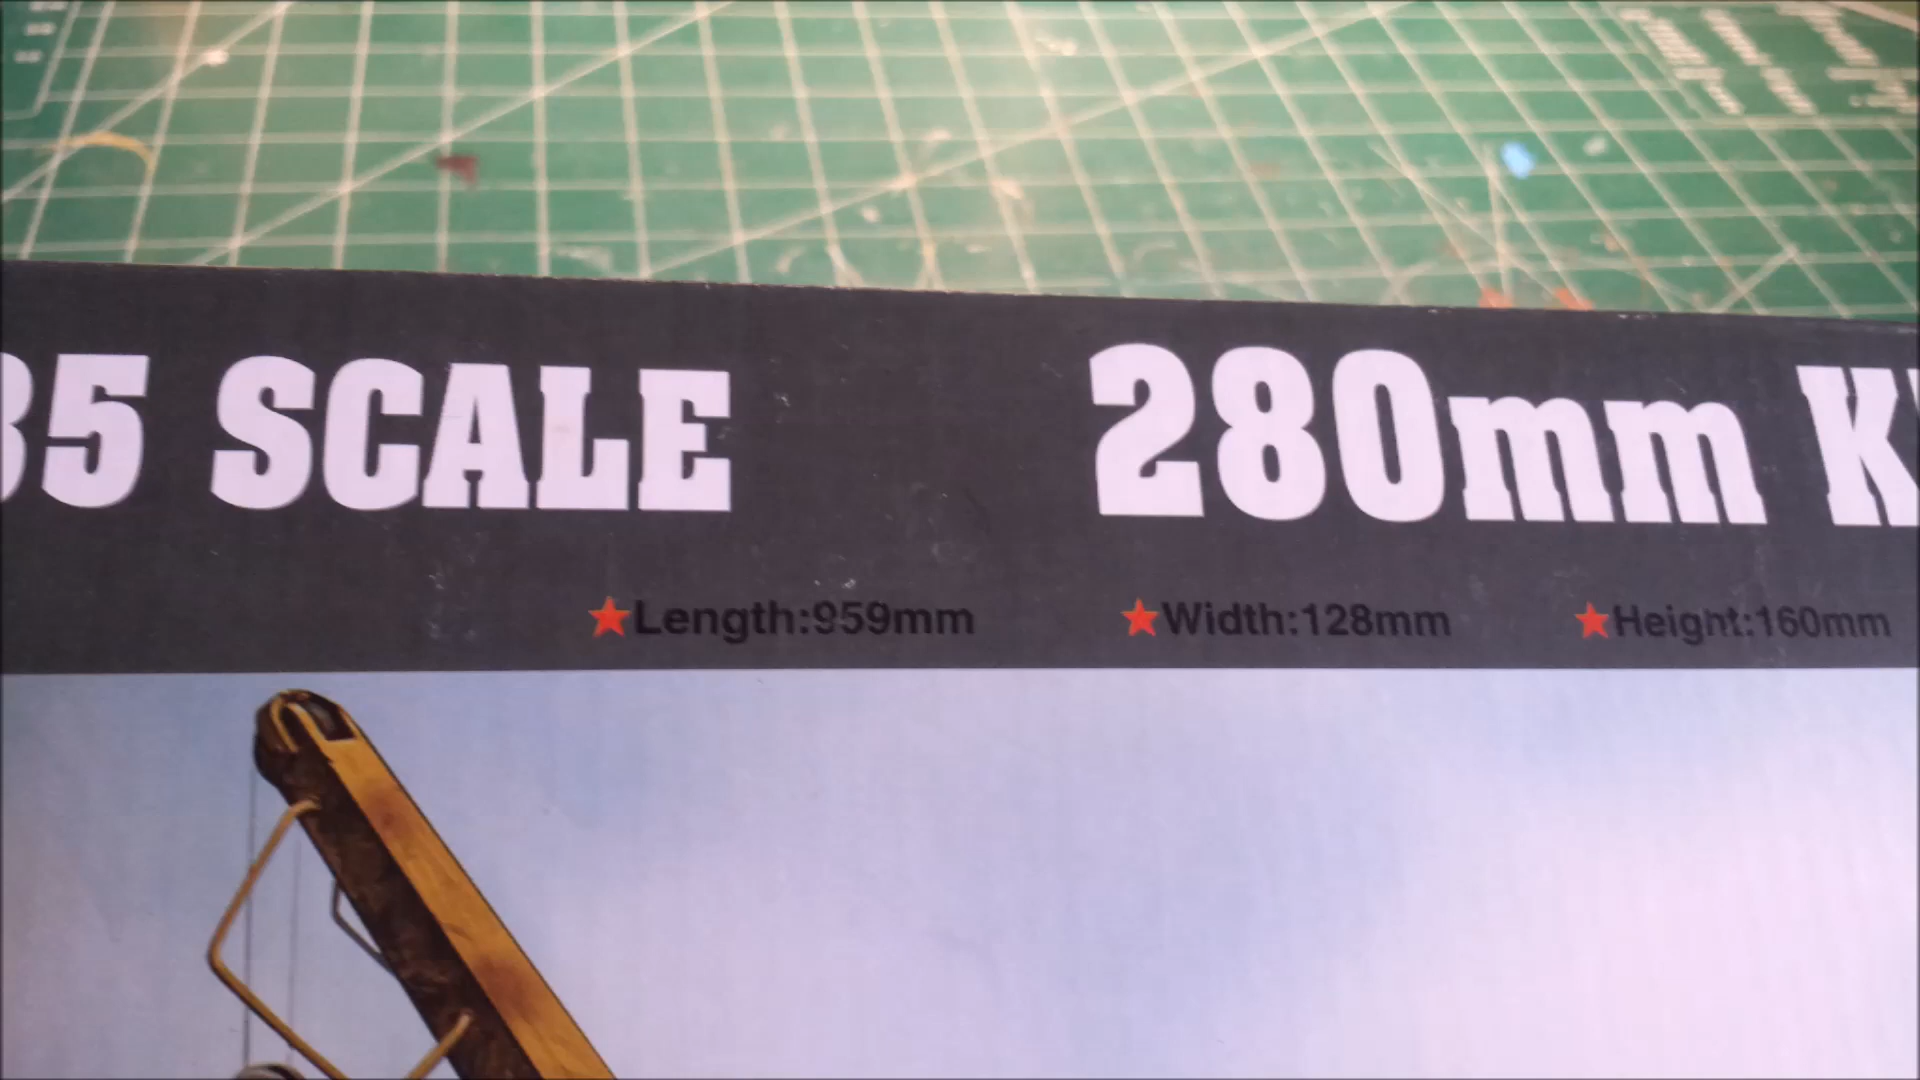 35 SCALE 280mm K
★Length:959mm ★Width:128mm ★Height:160mm